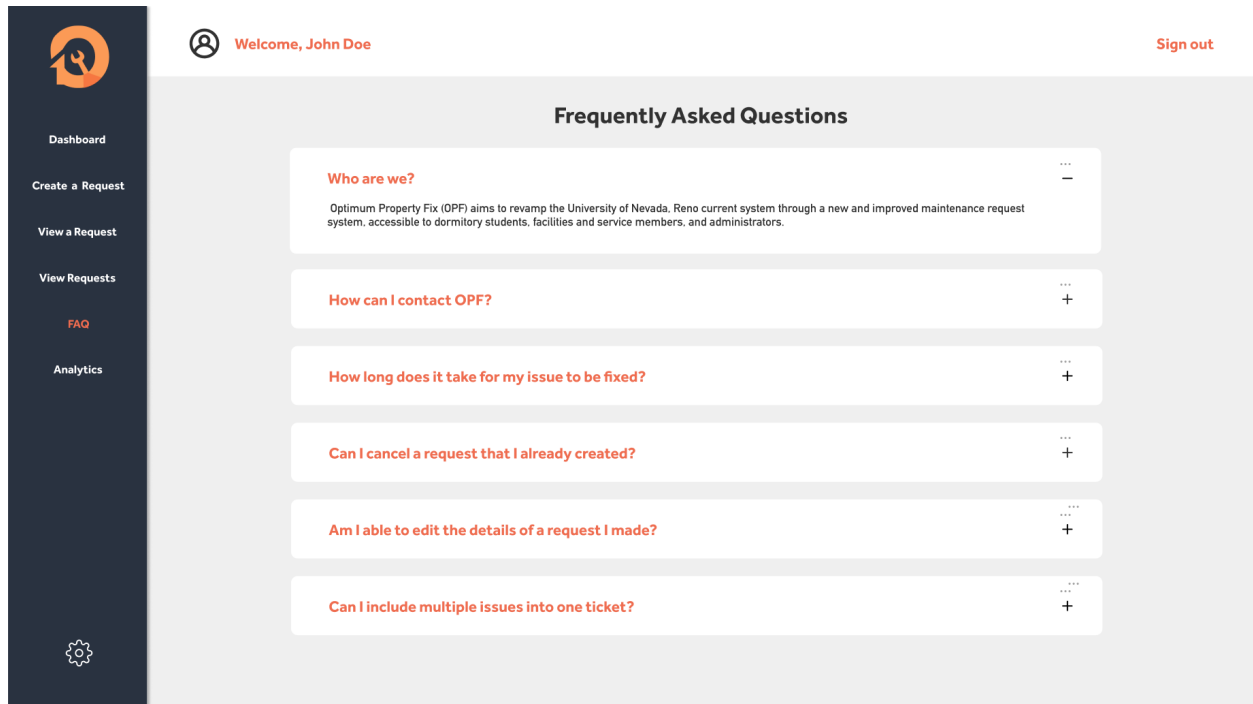 Welcome, John Doe
Sign out
Dashboard
Create a Request
View a Request
View Requests
FAQ
Analytics
Frequently Asked Questions
Who are we?
Optimum Property Fix (OPF) aims to revamp the University of Nevada, Reno current system through a new and improved maintenance request
system, accessible to dormitory students, facilities and service members, and administrators.
How can I contact OPF?
How long does it take for my issue to be fixed?
Can I cancel a request that I already created?
Am I able to edit the details of a request I made?
Can I include multiple issues into one ticket?